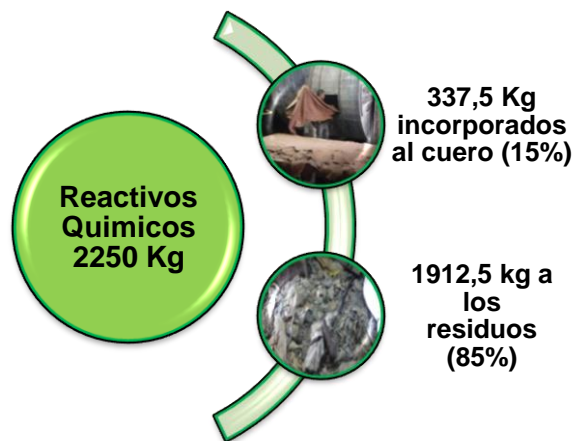 Reactivos
Quimicos
2250 Kg
337,5 Kg
incorporados
al cuero (15%)
1912,5 kg a
los
residuos
(85%)